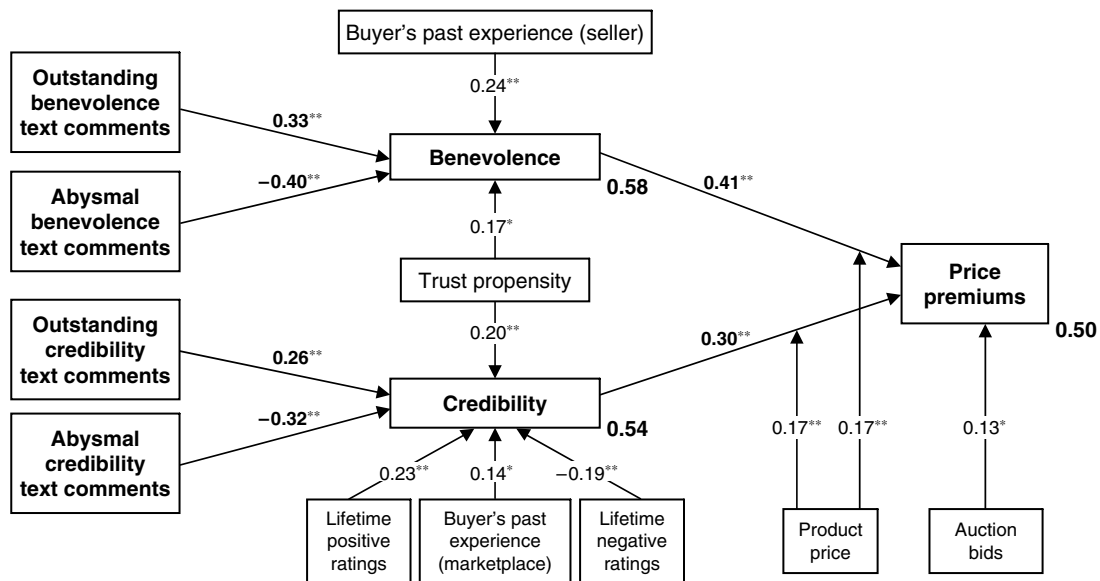 Buyer's past experience (seller)
Outstanding
benevolence
text comments
0.24**
0.33**
Benevolence
0.58
Abysmal
benevolence
text comments
−0.40**
0.41**
0.17*
Trust propensity
Price
premiums
0.50
Outstanding
credibility
text comments
0.20**
0.26**
0.30**
Credibility
0.54
Abysmal
credibility
text comments
−0.32**
0.17**
0.17**
0.13*
0.23**
0.14*
−0.19**
Lifetime
positive
ratings
Buyer's past
experience
(marketplace)
Lifetime
negative
ratings
Product
price
Auction
bids